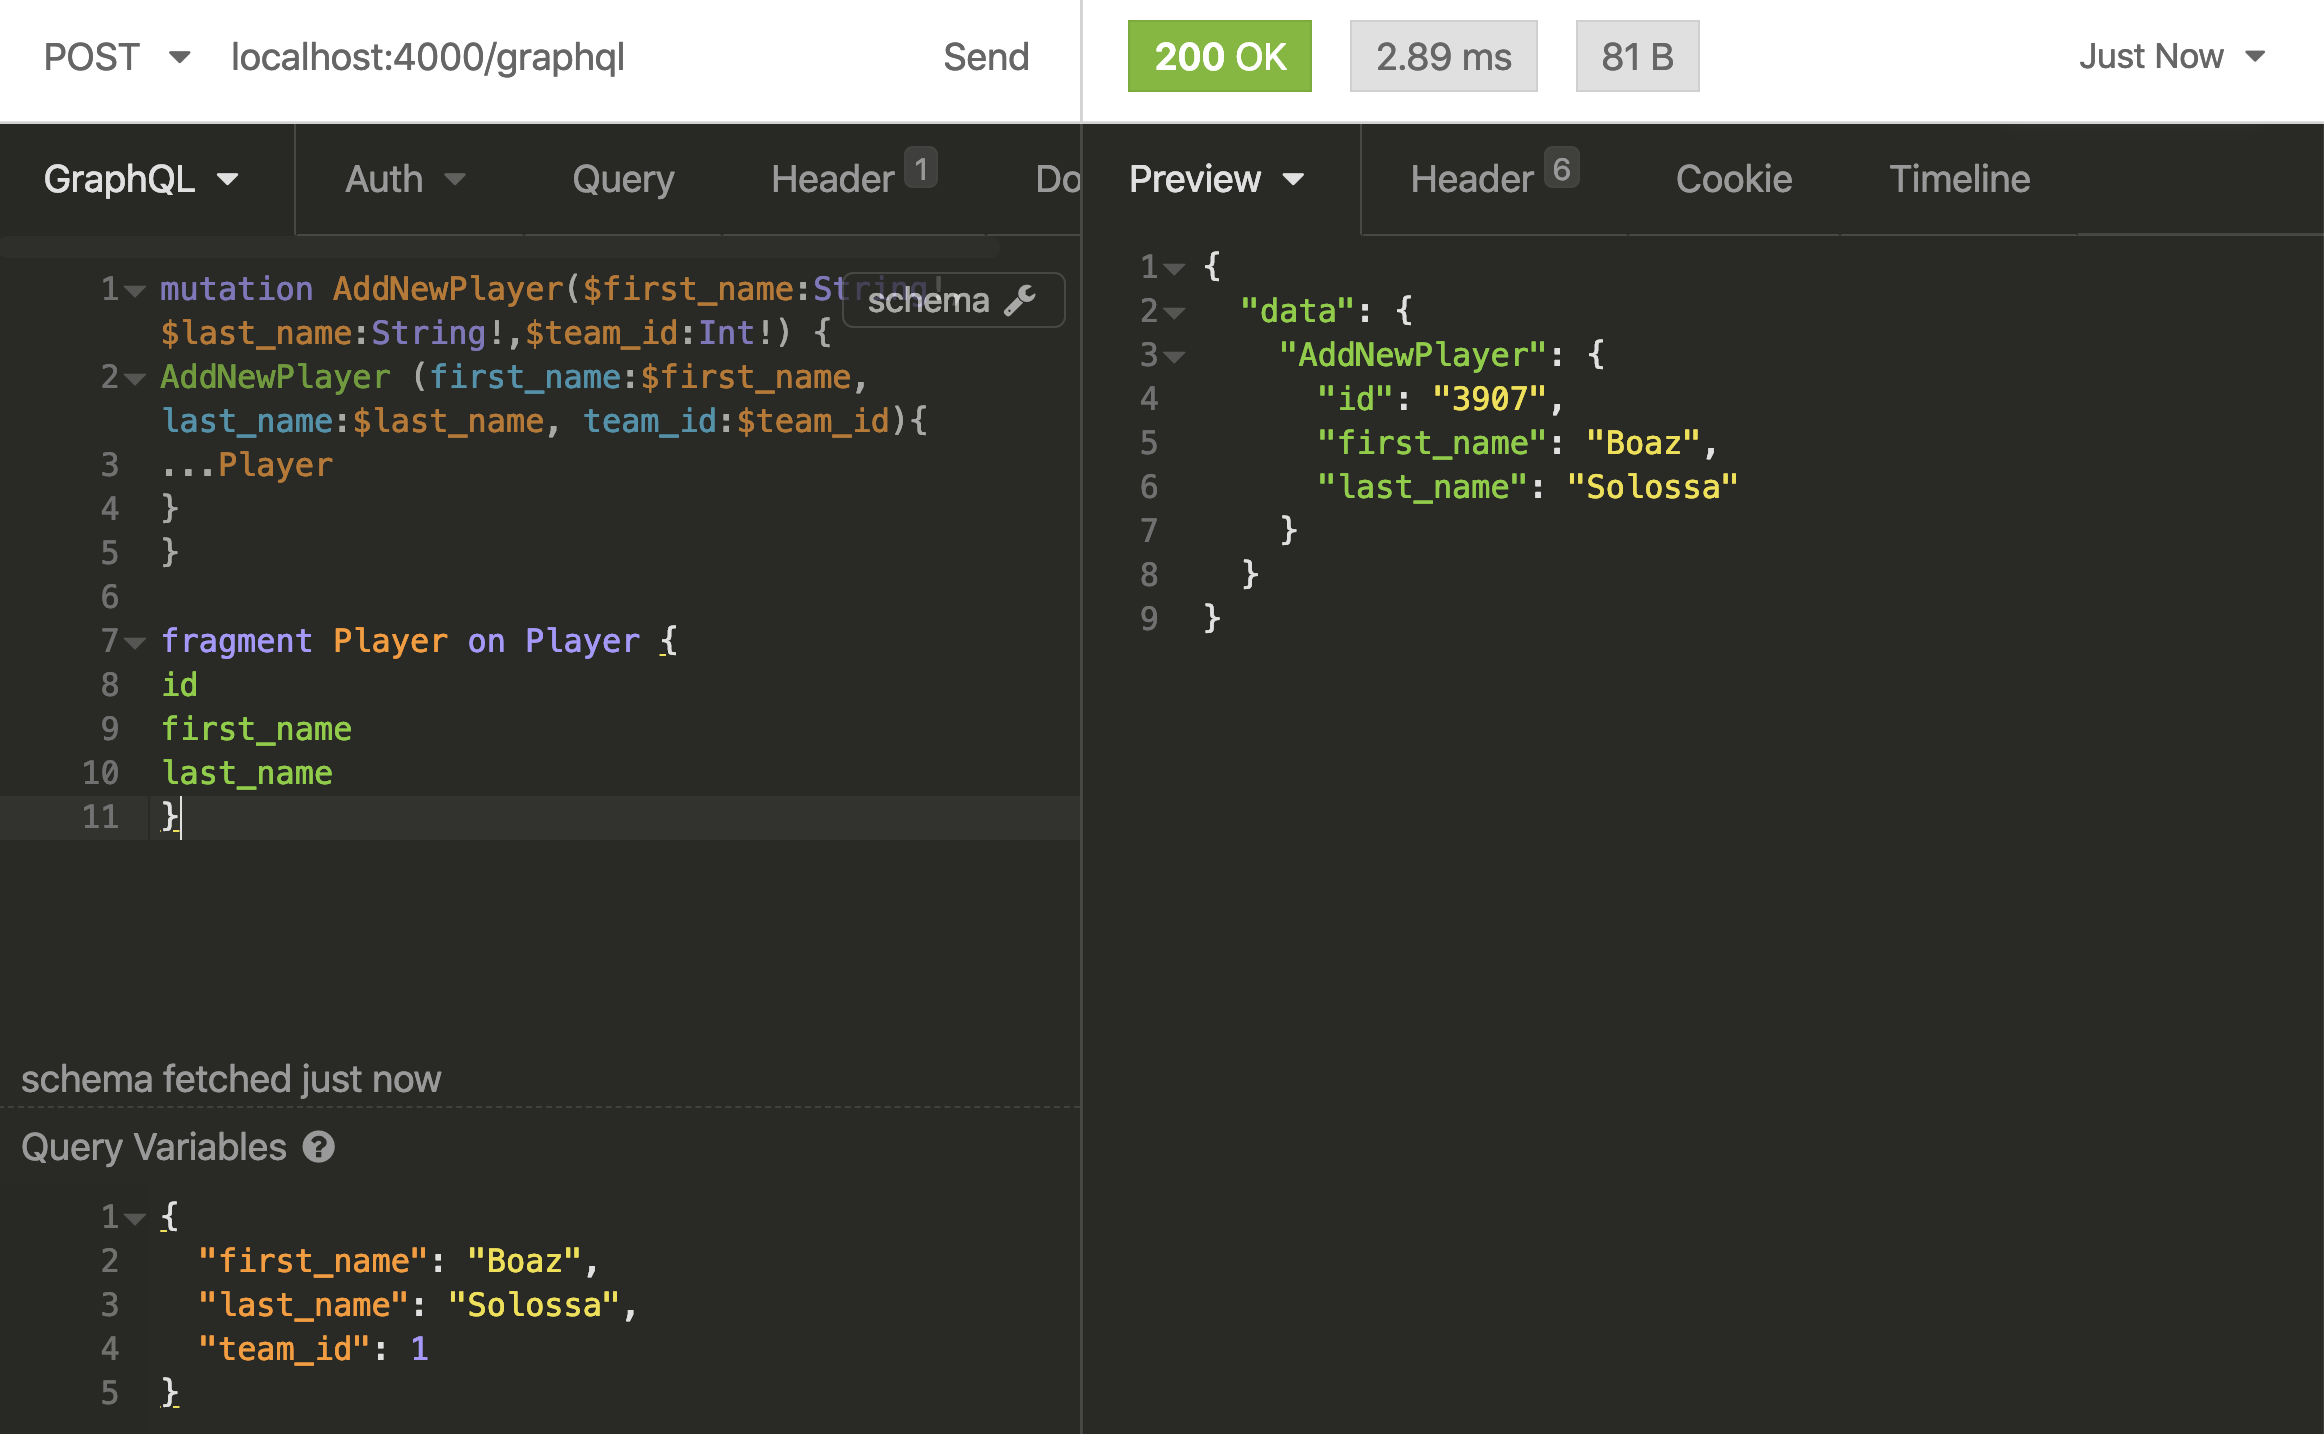 POST localhost:4000/graphql Send
200 OK 2.89 ms 81 B Just Now
GraphQL Auth Query Header 1 Do
Preview Header 6 Cookie Timeline
schema
1 mutation AddNewPlayer($first_name:String!,
$last_name:String!,$team_id:Int!) {
2 AddNewPlayer (first_name:$first_name,
last_name:$last_name, team_id:$team_id){
3 ...Player
4 }
5 }
6
7 fragment Player on Player {
8 id
9 first_name
10 last_name
11 }
schema fetched just now
Query Variables ?
1 {
2 "first_name": "Boaz",
3 "last_name": "Solossa",
4 "team_id": 1
5 }
1 {
2 "data": {
3 "AddNewPlayer": {
4 "id": "3907",
5 "first_name": "Boaz",
6 "last_name": "Solossa"
7 }
8 }
9 }